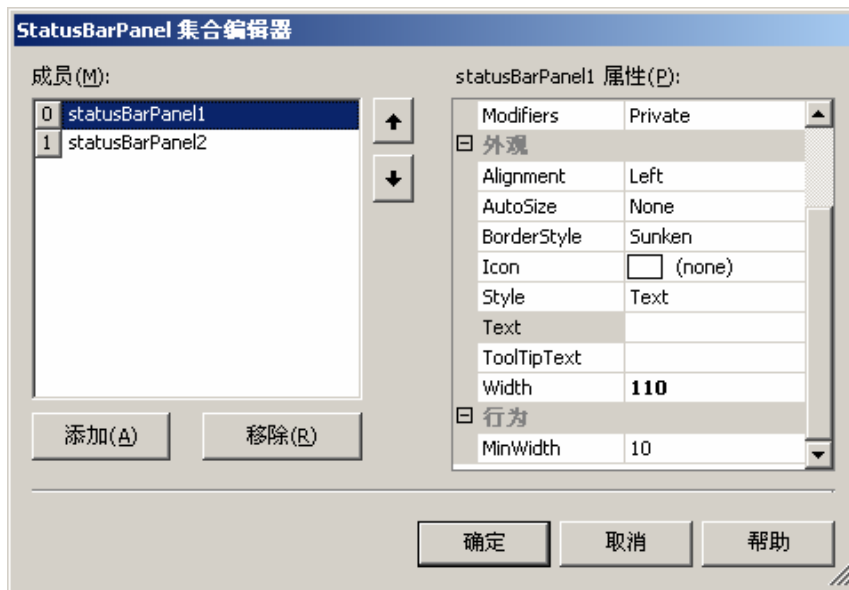 StatusBarPanel 集合编辑器
成员(M):
0 statusBarPanel1
1 statusBarPanel2
添加(A) 移除(R)
statusBarPanel1 属性(P):
Modifiers Private
外观
Alignment Left
AutoSize None
BorderStyle Sunken
Icon (none)
Style Text
Text
ToolTipText
Width 110
行为
MinWidth 10
确定 取消 帮助